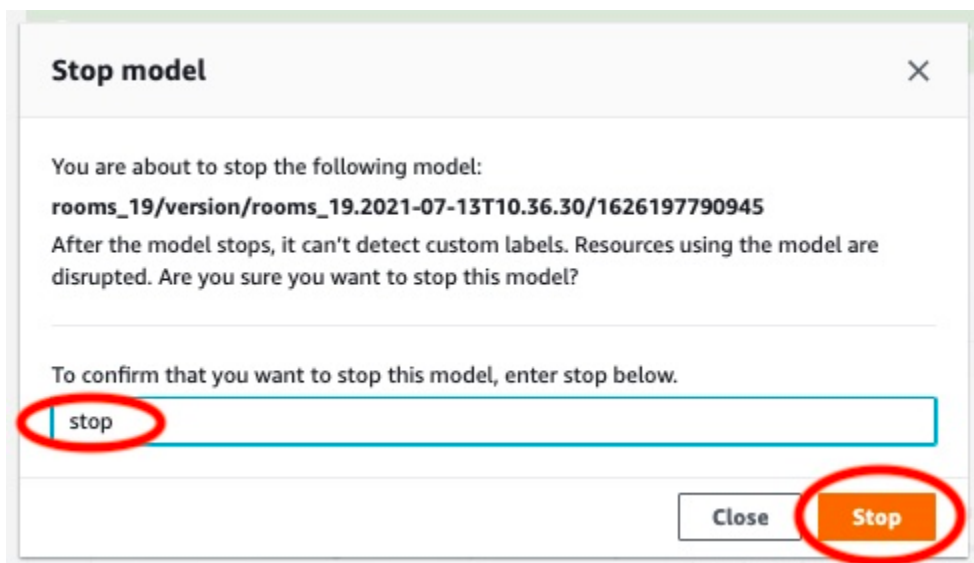 Stop model
You are about to stop the following model:
rooms_19/version/rooms_19.2021-07-13T10.36.30/1626197790945
After the model stops, it can't detect custom labels. Resources using the model are
disrupted. Are you sure you want to stop this model?
To confirm that you want to stop this model, enter stop below.
stop
Close Stop